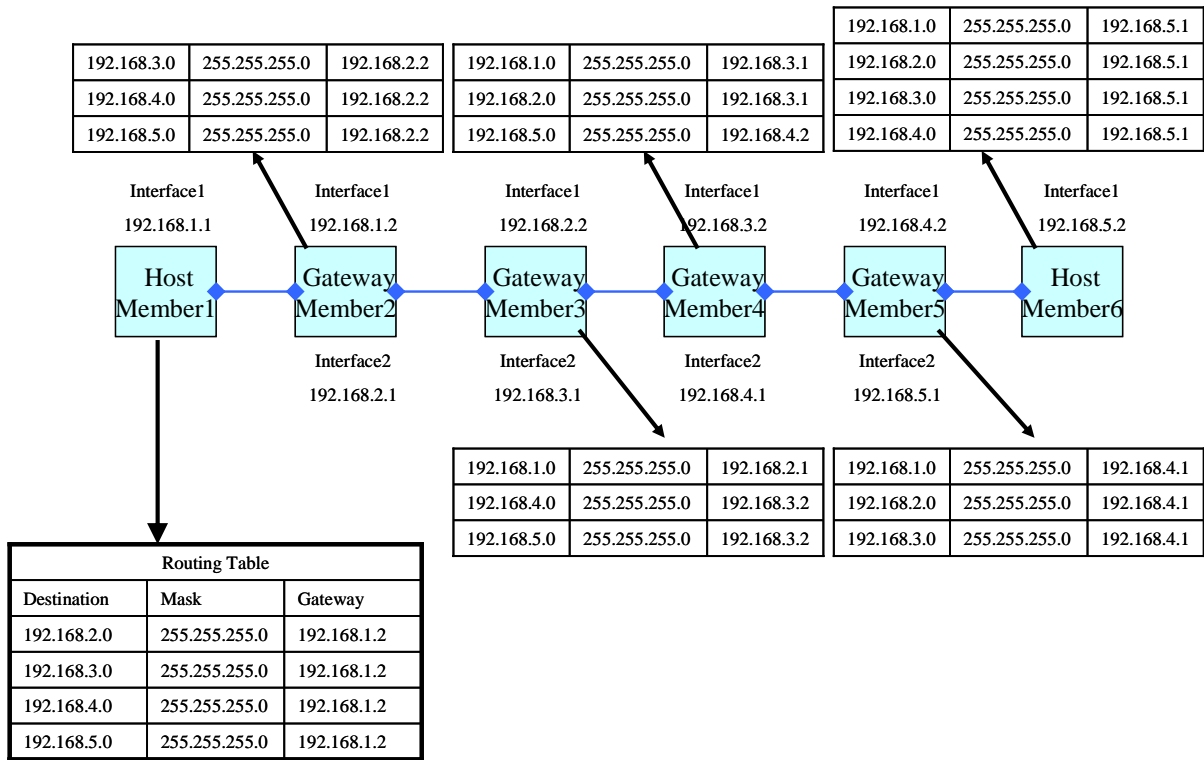 192.168.3.0 255.255.255.0 192.168.2.2
192.168.4.0 255.255.255.0 192.168.2.2
192.168.5.0 255.255.255.0 192.168.2.2
192.168.1.0 255.255.255.0 192.168.3.1
192.168.2.0 255.255.255.0 192.168.3.1
192.168.5.0 255.255.255.0 192.168.4.2
192.168.1.0 255.255.255.0 192.168.5.1
192.168.2.0 255.255.255.0 192.168.5.1
192.168.3.0 255.255.255.0 192.168.5.1
192.168.4.0 255.255.255.0 192.168.5.1
Interface1
192.168.1.1
Host
Member1
Interface1
192.168.1.2
Gateway
Member2
Interface2
192.168.2.1
Interface1
192.168.2.2
Gateway
Member3
Interface2
192.168.3.1
Interface1
192.168.3.2
Gateway
Member4
Interface2
192.168.4.1
Interface1
192.168.4.2
Gateway
Member5
Interface2
192.168.5.1
Interface1
192.168.5.2
Host
Member6
192.168.1.0 255.255.255.0 192.168.2.1
192.168.4.0 255.255.255.0 192.168.3.2
192.168.5.0 255.255.255.0 192.168.3.2
192.168.1.0 255.255.255.0 192.168.4.1
192.168.2.0 255.255.255.0 192.168.4.1
192.168.3.0 255.255.255.0 192.168.4.1
Routing Table
Destination Mask Gateway
192.168.2.0 255.255.255.0 192.168.1.2
192.168.3.0 255.255.255.0 192.168.1.2
192.168.4.0 255.255.255.0 192.168.1.2
192.168.5.0 255.255.255.0 192.168.1.2